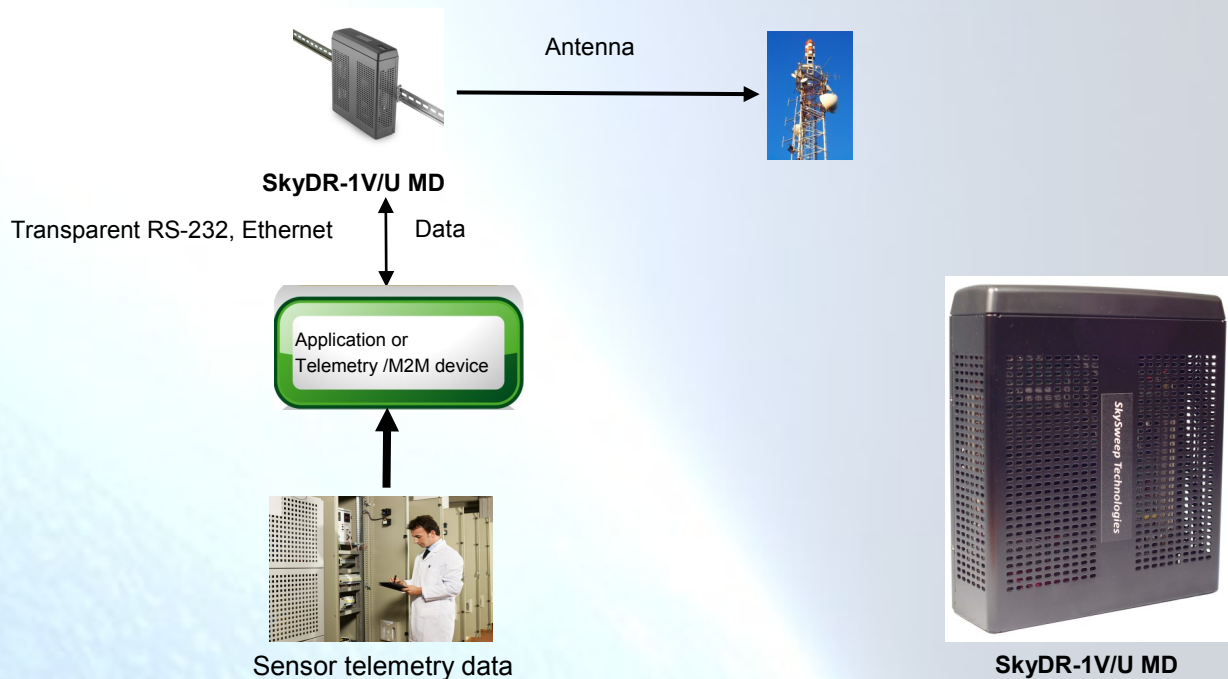 Antenna
SkyDR-1V/U MD
Transparent RS-232, Ethernet
Data
Application or
Telemetry /M2M device
Sensor telemetry data
SkySweep Technologies
SkyDR-1V/U MD